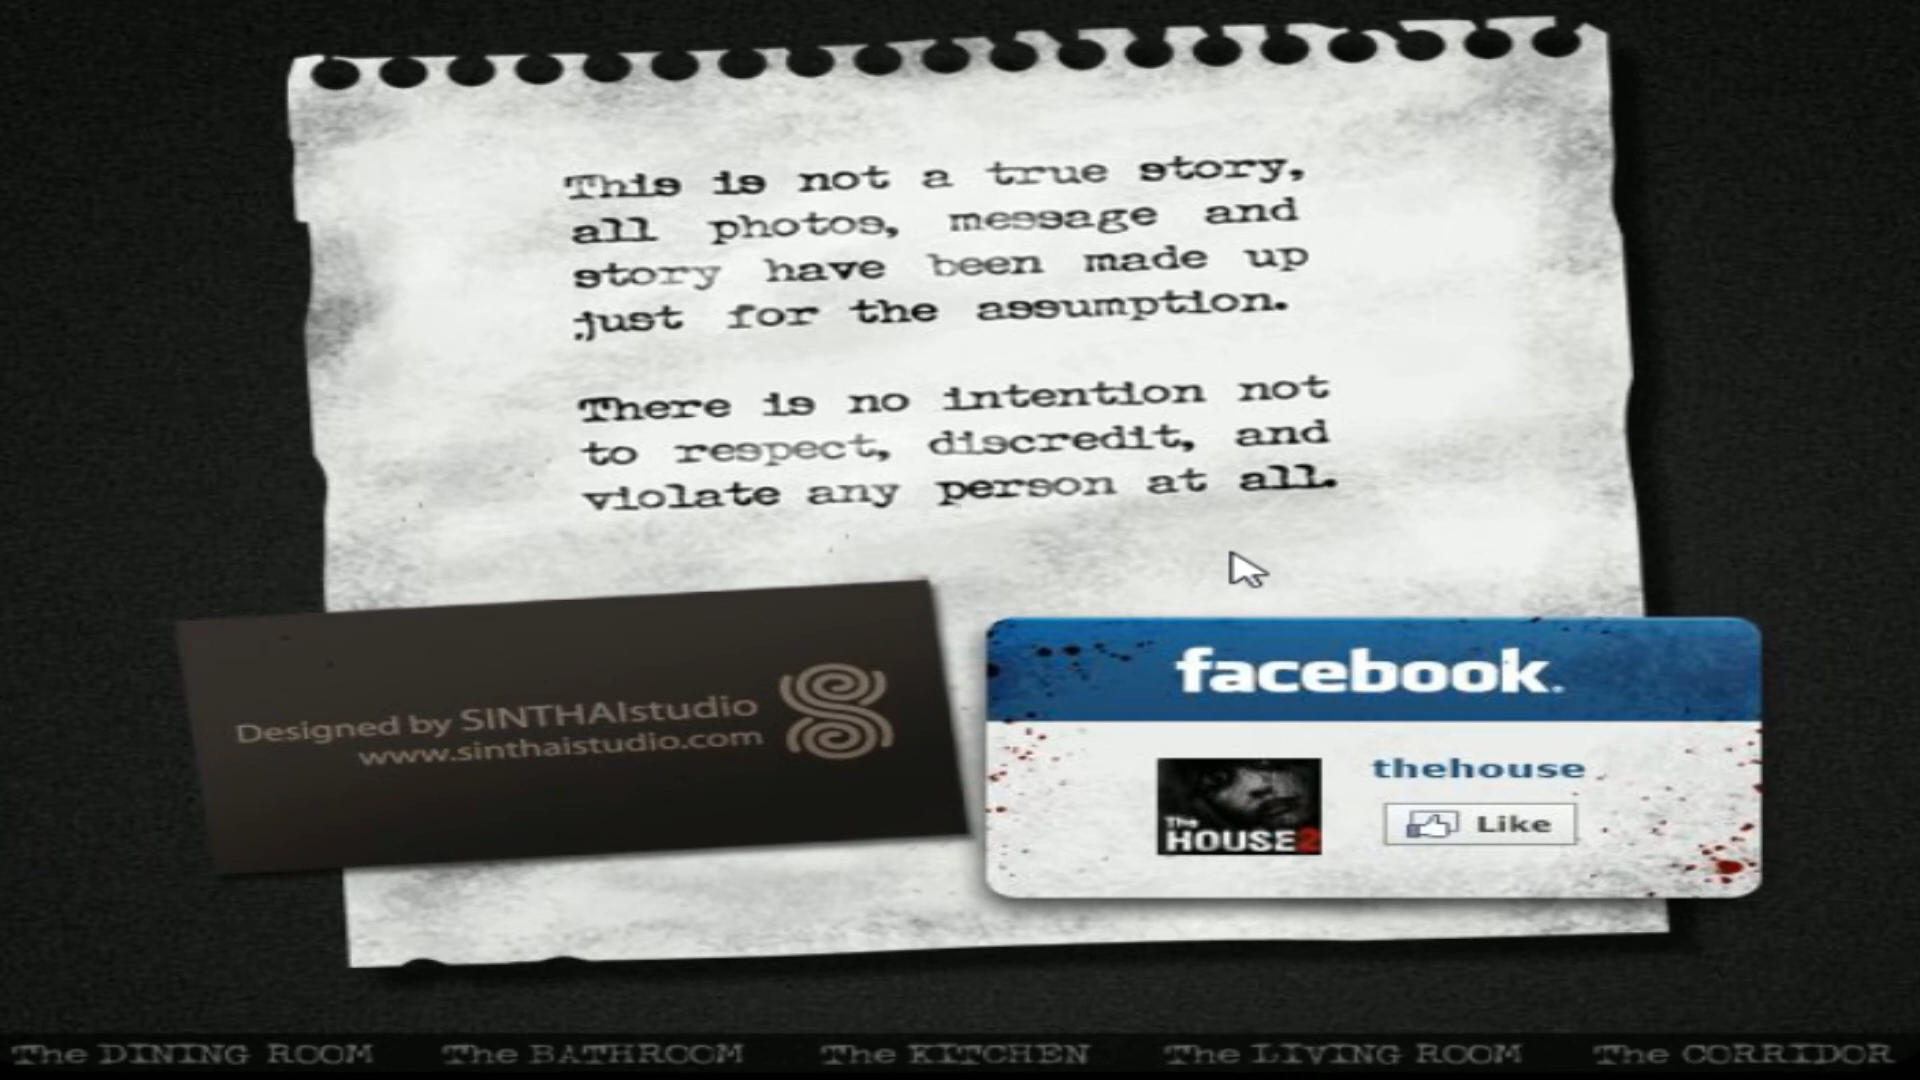 This is not a true story,
all photos, message and
story have been made up
just for the assumption.
There is no intention not
to respect, discredit, and
violate any person at all.
Designed by SINTHAIstudio
www.sinthaistudio.com
facebook.
thehouse
Like
The
HOUSE2
The DINING ROOM The BATHROOM The KITCHEN The LIVING ROOM The CORRIDOR